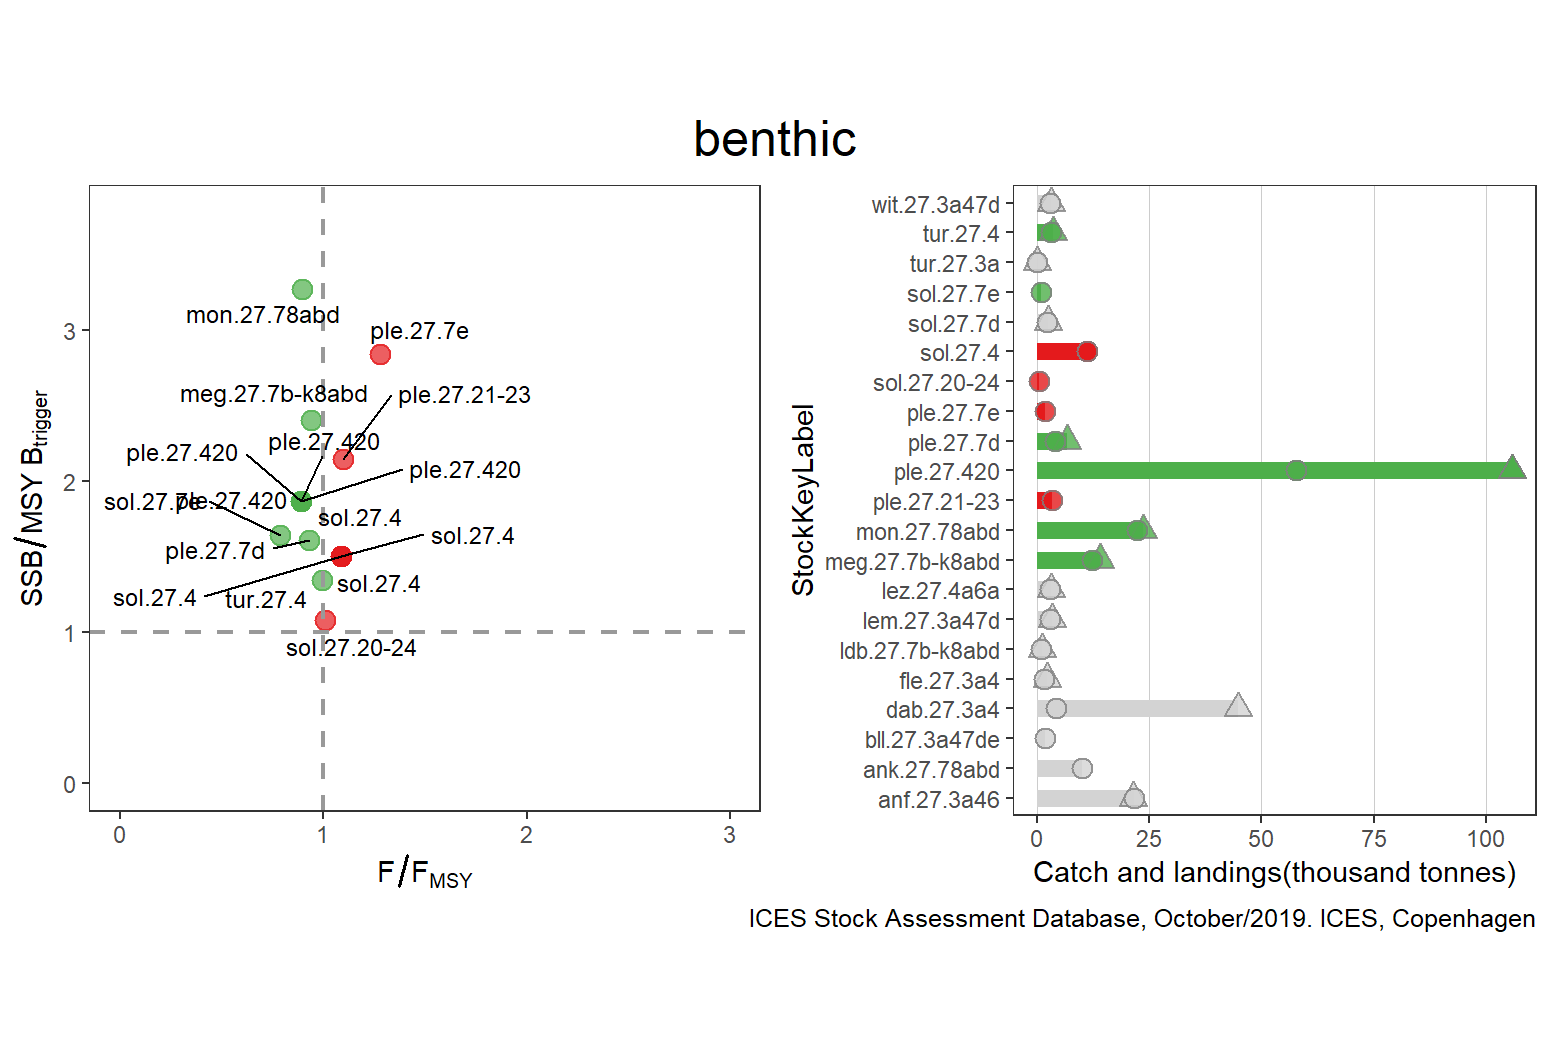 benthic
SSB/MSY Btrigger
3
2
1
0
mon.27.78abd
ple.27.7e
meg.27.7b-k8abd
ple.27.21-23
ple.27.420
ple.27.420
ple.27.420
sol.27.7e
ple.27.420
sol.27.4
sol.27.4
ple.27.7d
sol.27.4
sol.27.4
tur.27.4
sol.27.20-24
0
1
2
3
F/FMSY
StockKeyLabel
wit.27.3a47d
tur.27.4
tur.27.3a
sol.27.7e
sol.27.7d
sol.27.4
sol.27.20-24
ple.27.7e
ple.27.7d
ple.27.420
ple.27.21-23
mon.27.78abd
meg.27.7b-k8abd
lez.27.4a6a
lem.27.3a47d
ldb.27.7b-k8abd
fle.27.3a4
dab.27.3a4
bll.27.3a47de
ank.27.78abd
anf.27.3a46
0
25
50
75
100
Catch and landings(thousand tonnes)
ICES Stock Assessment Database, October/2019. ICES, Copenhagen